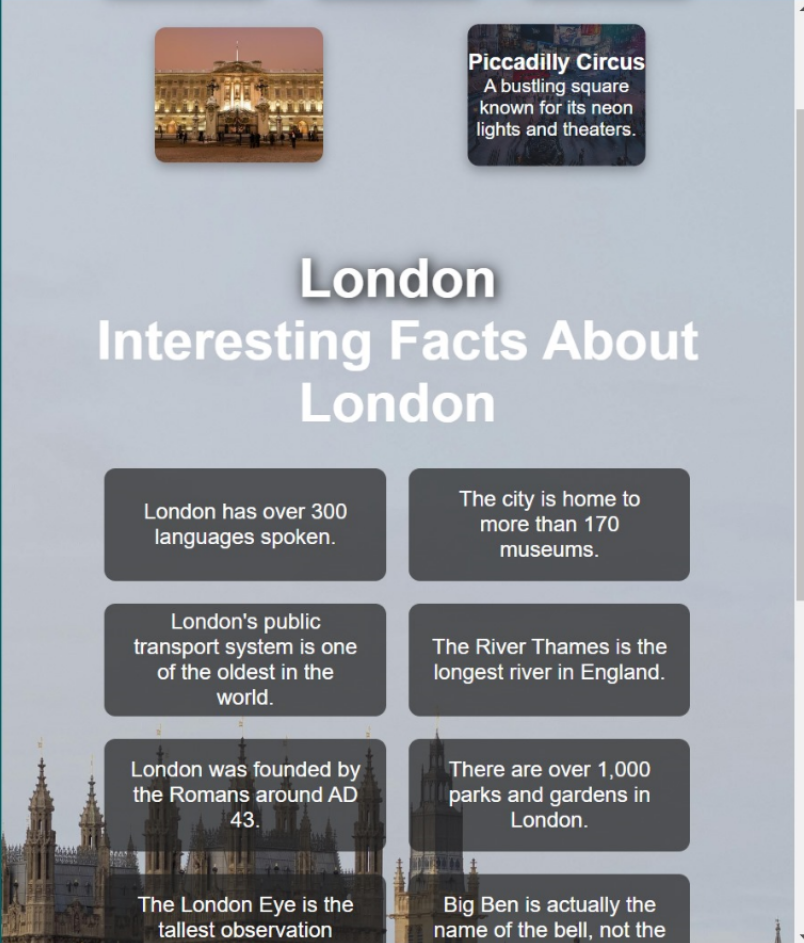 Piccadilly Circus
A bustling square
known for its neon
lights and theaters.
London
Interesting Facts About
London
London has over 300
languages spoken.
The city is home to
more than 170
museums.
London's public
transport system is one
of the oldest in the
world.
The River Thames is the
longest river in England.
London was founded by
the Romans around AD
43.
There are over 1,000
parks and gardens in
London.
The London Eye is the
tallest observation
Big Ben is actually the
name of the bell, not the